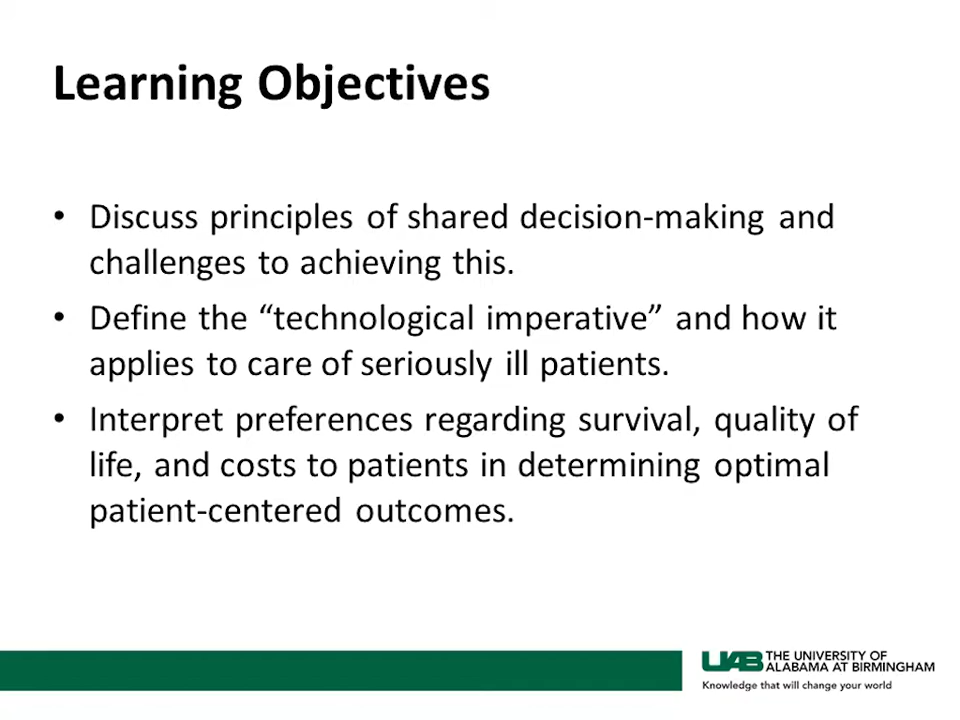 Learning Objectives
• Discuss principles of shared decision-making and
challenges to achieving this.
• Define the “technological imperative” and how it
applies to care of seriously ill patients.
• Interpret preferences regarding survival, quality of
life, and costs to patients in determining optimal
patient-centered outcomes.
UAB THE UNIVERSITY OF
ALABAMA AT BIRMINGHAM
Knowledge that will change your world